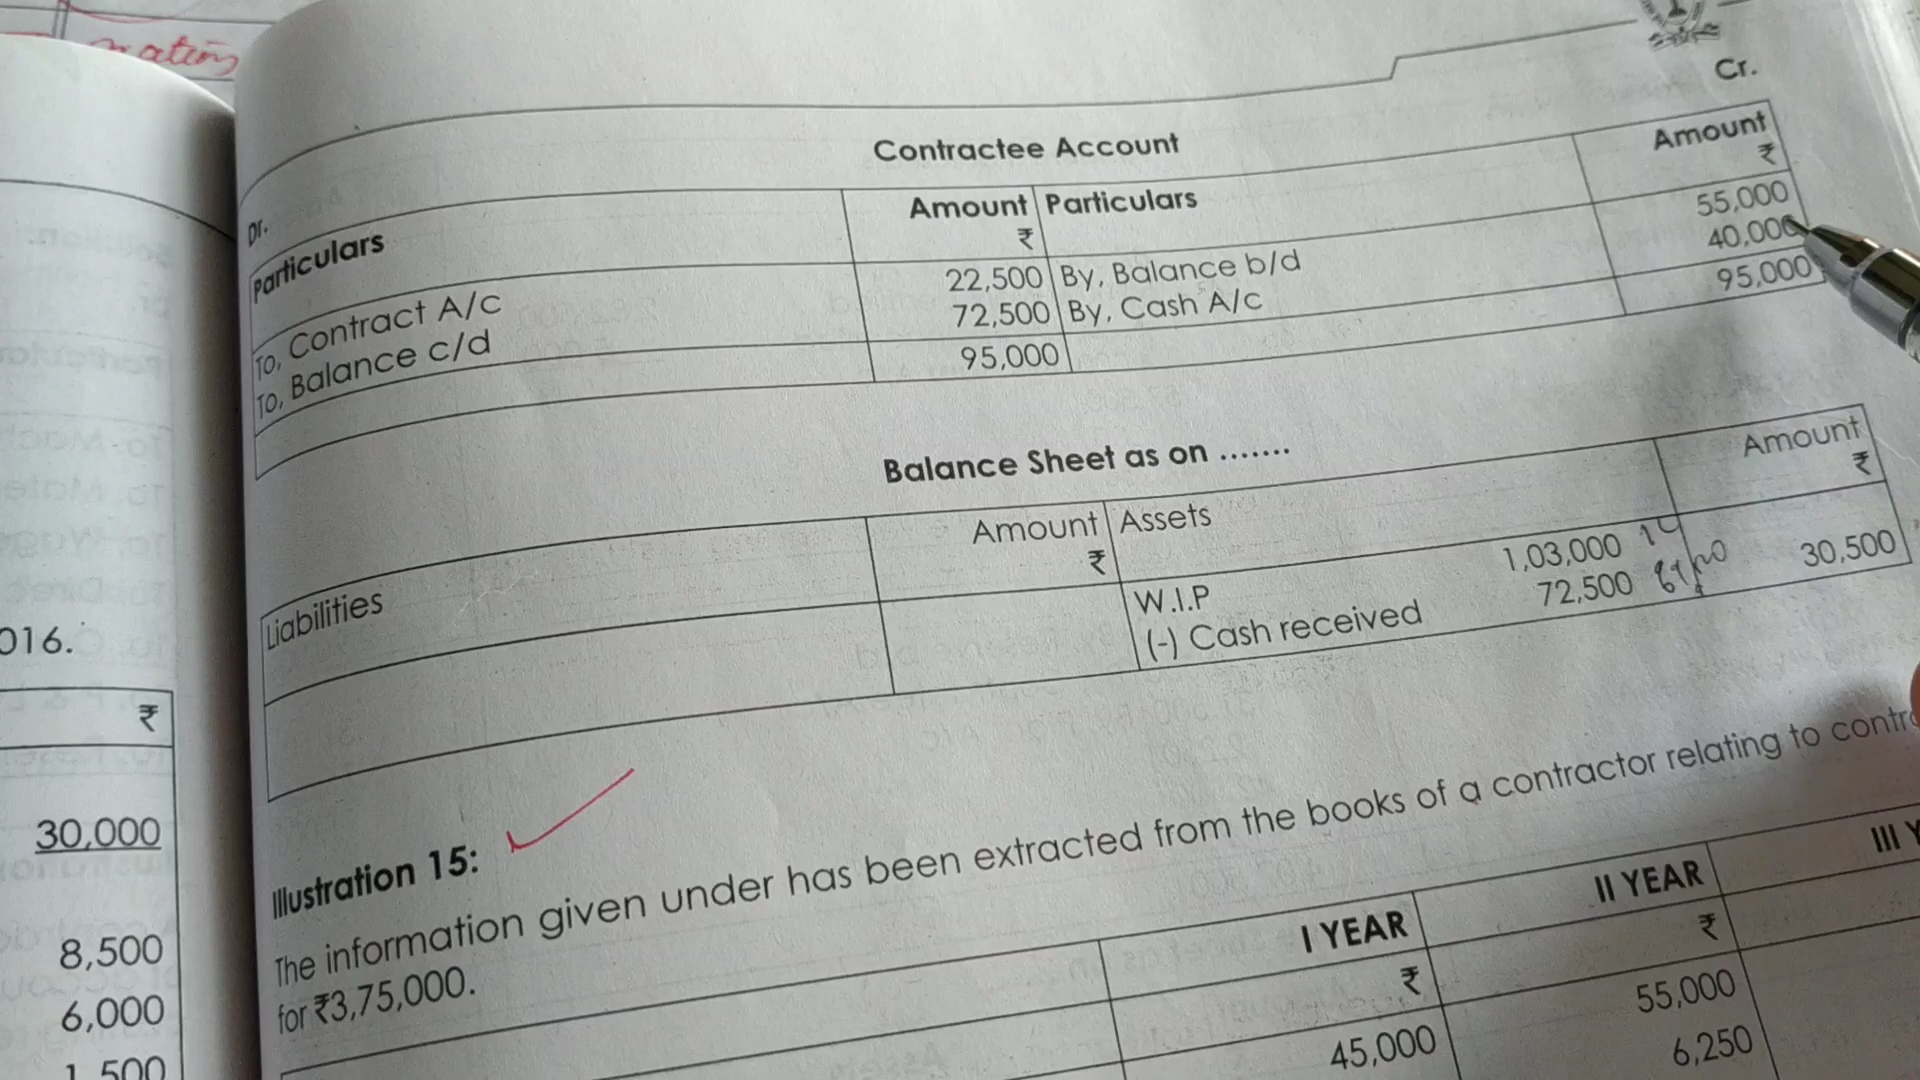 ating
Cr.
Contractee Account
Dr.
Particulars Amount Particulars Amount
₹ ₹
To, Contract A/c 22,500 By, Balance b/d 55,000
To, Balance c/d 72,500 By, Cash A/c 40,000
95,000 95,000
Balance Sheet as on .......
Liabilities Amount Assets Amount
₹ ₹
W.I.P 1,03,000
(-) Cash received 72,500 30,500
Illustration 15:
The information given under has been extracted from the books of a contractor relating to contr
for ₹3,75,000.
I YEAR II YEAR III Y
₹ ₹
45,000 55,000
6,250
016.
₹
30,000
8,500
6,000
1,500